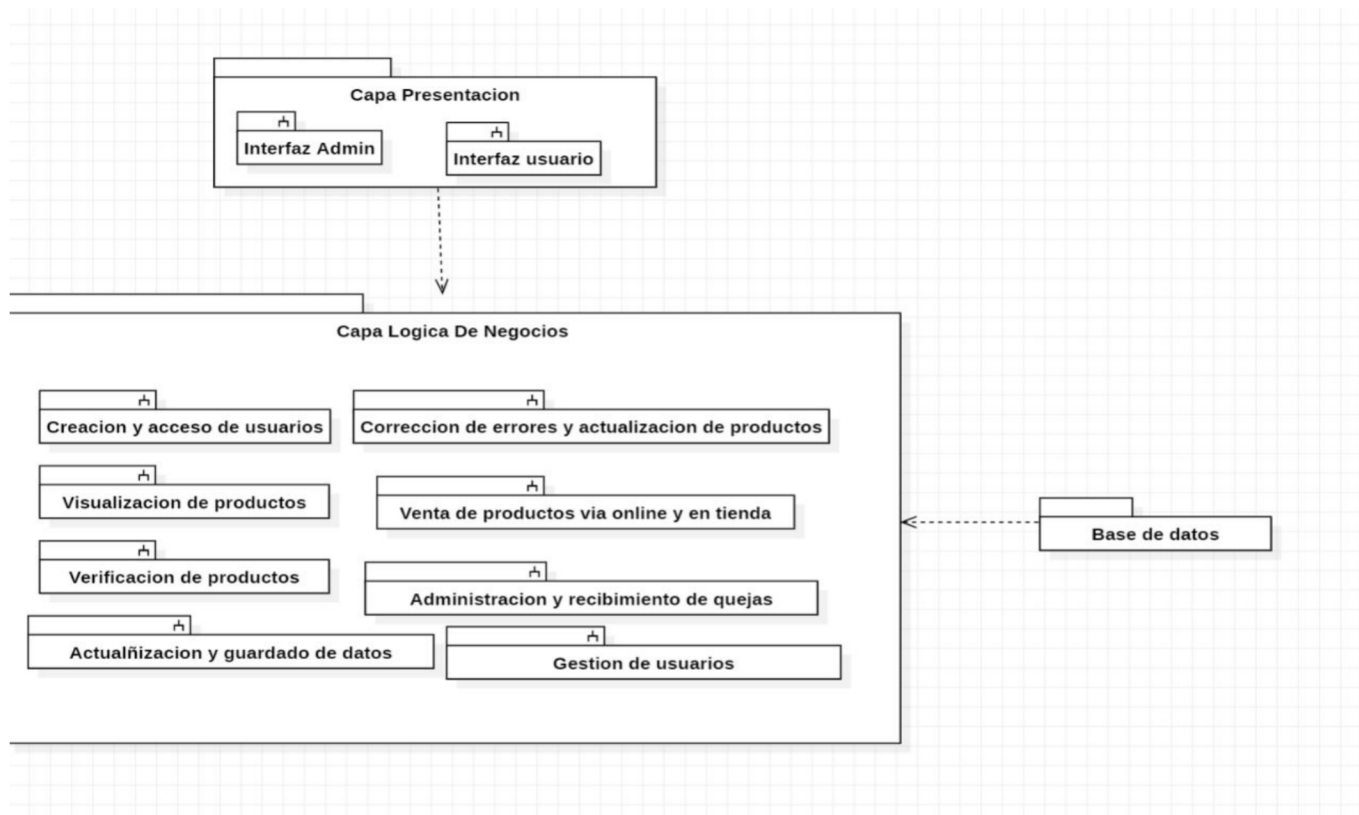 Capa Presentacion
Interfaz Admin
Interfaz usuario
Capa Logica De Negocios
Creacion y acceso de usuarios
Correccion de errores y actualizacion de productos
Visualizacion de productos
Venta de productos via online y en tienda
Base de datos
Verificacion de productos
Administracion y recibimiento de quejas
Actualñizacion y guardado de datos
Gestion de usuarios